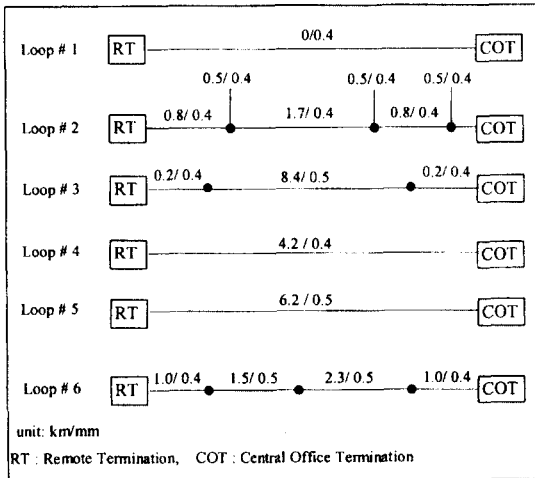 Loop # 1 RT 0/0.4 COT
0.5/ 0.4 0.5/ 0.4 0.5/ 0.4
Loop # 2 RT 0.8/ 0.4 1.7/ 0.4 0.8/ 0.4 COT
Loop # 3 RT 0.2/ 0.4 8.4/ 0.5 0.2/ 0.4 COT
Loop # 4 RT 4.2 / 0.4 COT
Loop # 5 RT 6.2 / 0.5 COT
Loop # 6 RT 1.0/ 0.4 1.5/ 0.5 2.3/ 0.5 1.0/ 0.4 COT
unit: km/mm
RT : Remote Termination, COT : Central Office Termination